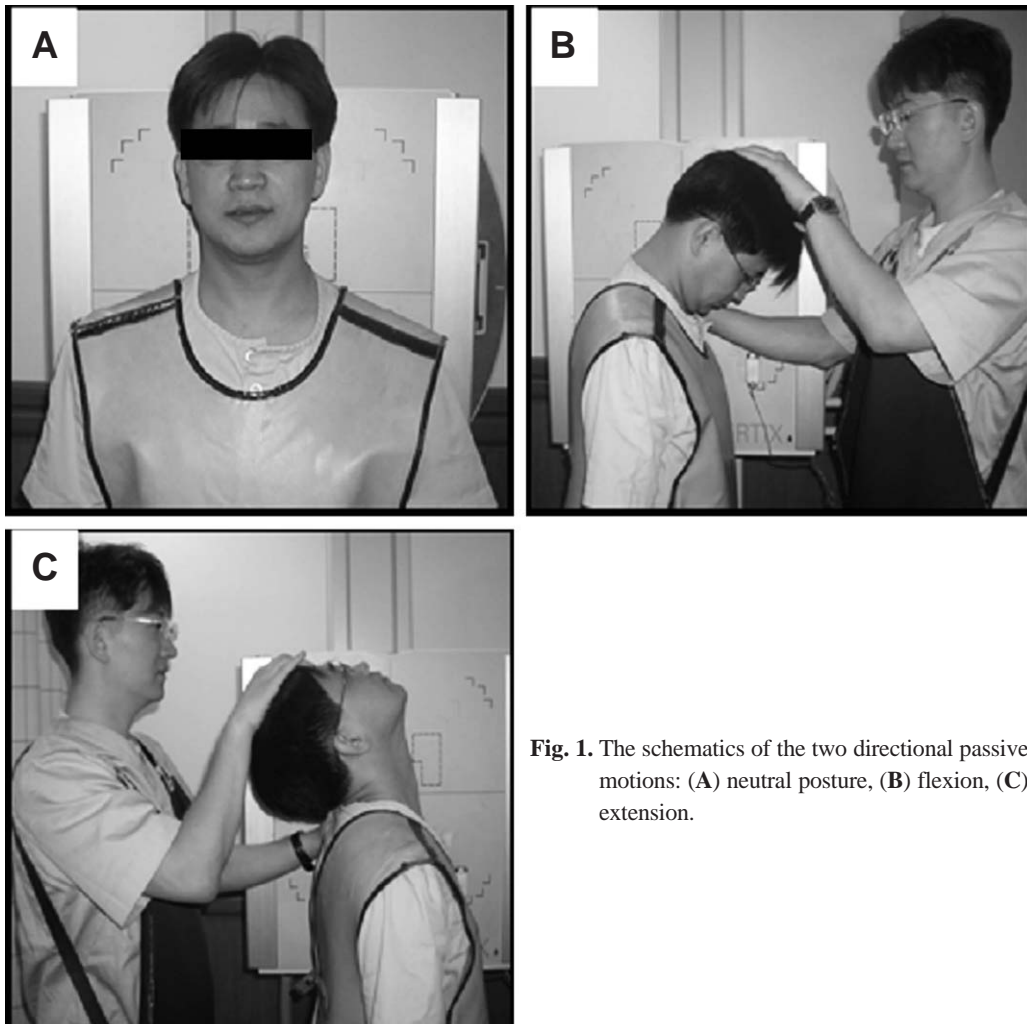 A
B
RTIX
C
Fig. 1. The schematics of the two directional passive
motions: (A) neutral posture, (B) flexion, (C)
extension.